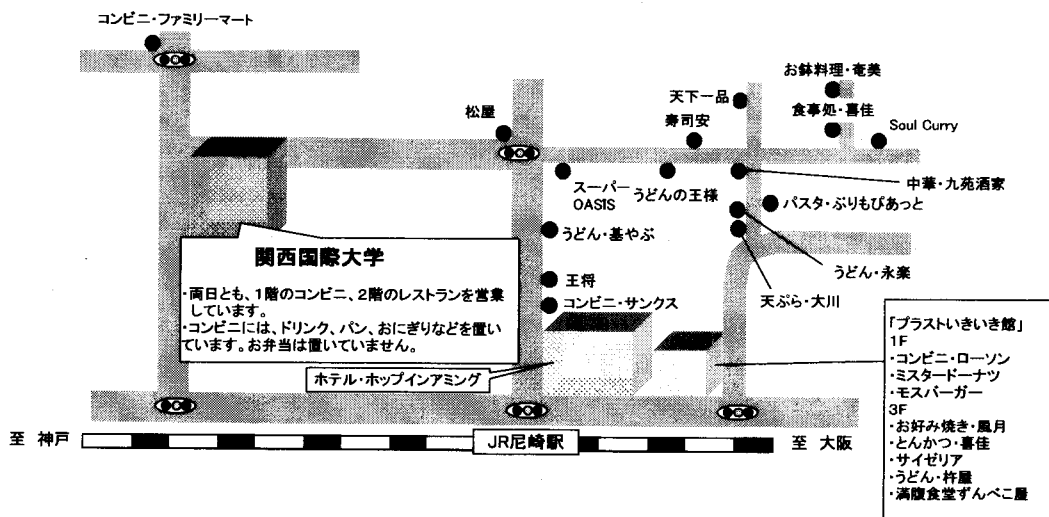 コンビニ・ファミリーマート
松屋
天下一品
寿司安
お鉢料理・奄美
食事処・喜佳
Soul Curry
スーパー
OASIS
うどんの王様
中華・九苑酒家
パスタ・ぷりもぴあっと
うどん・基やぶ
うどん・永楽
天ぷら・大川
王将
コンビニ・サンクス
関西国際大学
・両日とも、1階のコンビニ、2階のレストランを営業
しています。
・コンビニには、ドリンク、パン、おにぎりなどを置い
ています。お弁当は置いていません。
ホテル・ホップインアミング
「プラストいきいき館」
1F
・コンビニ・ローソン
・ミスタードーナツ
・モスバーガー
3F
・お好み焼き・風月
・とんかつ・喜佳
・サイゼリア
・うどん・杵屋
・満腹食堂ずんべこ屋
至 神戸
JR尼崎駅
至 大阪